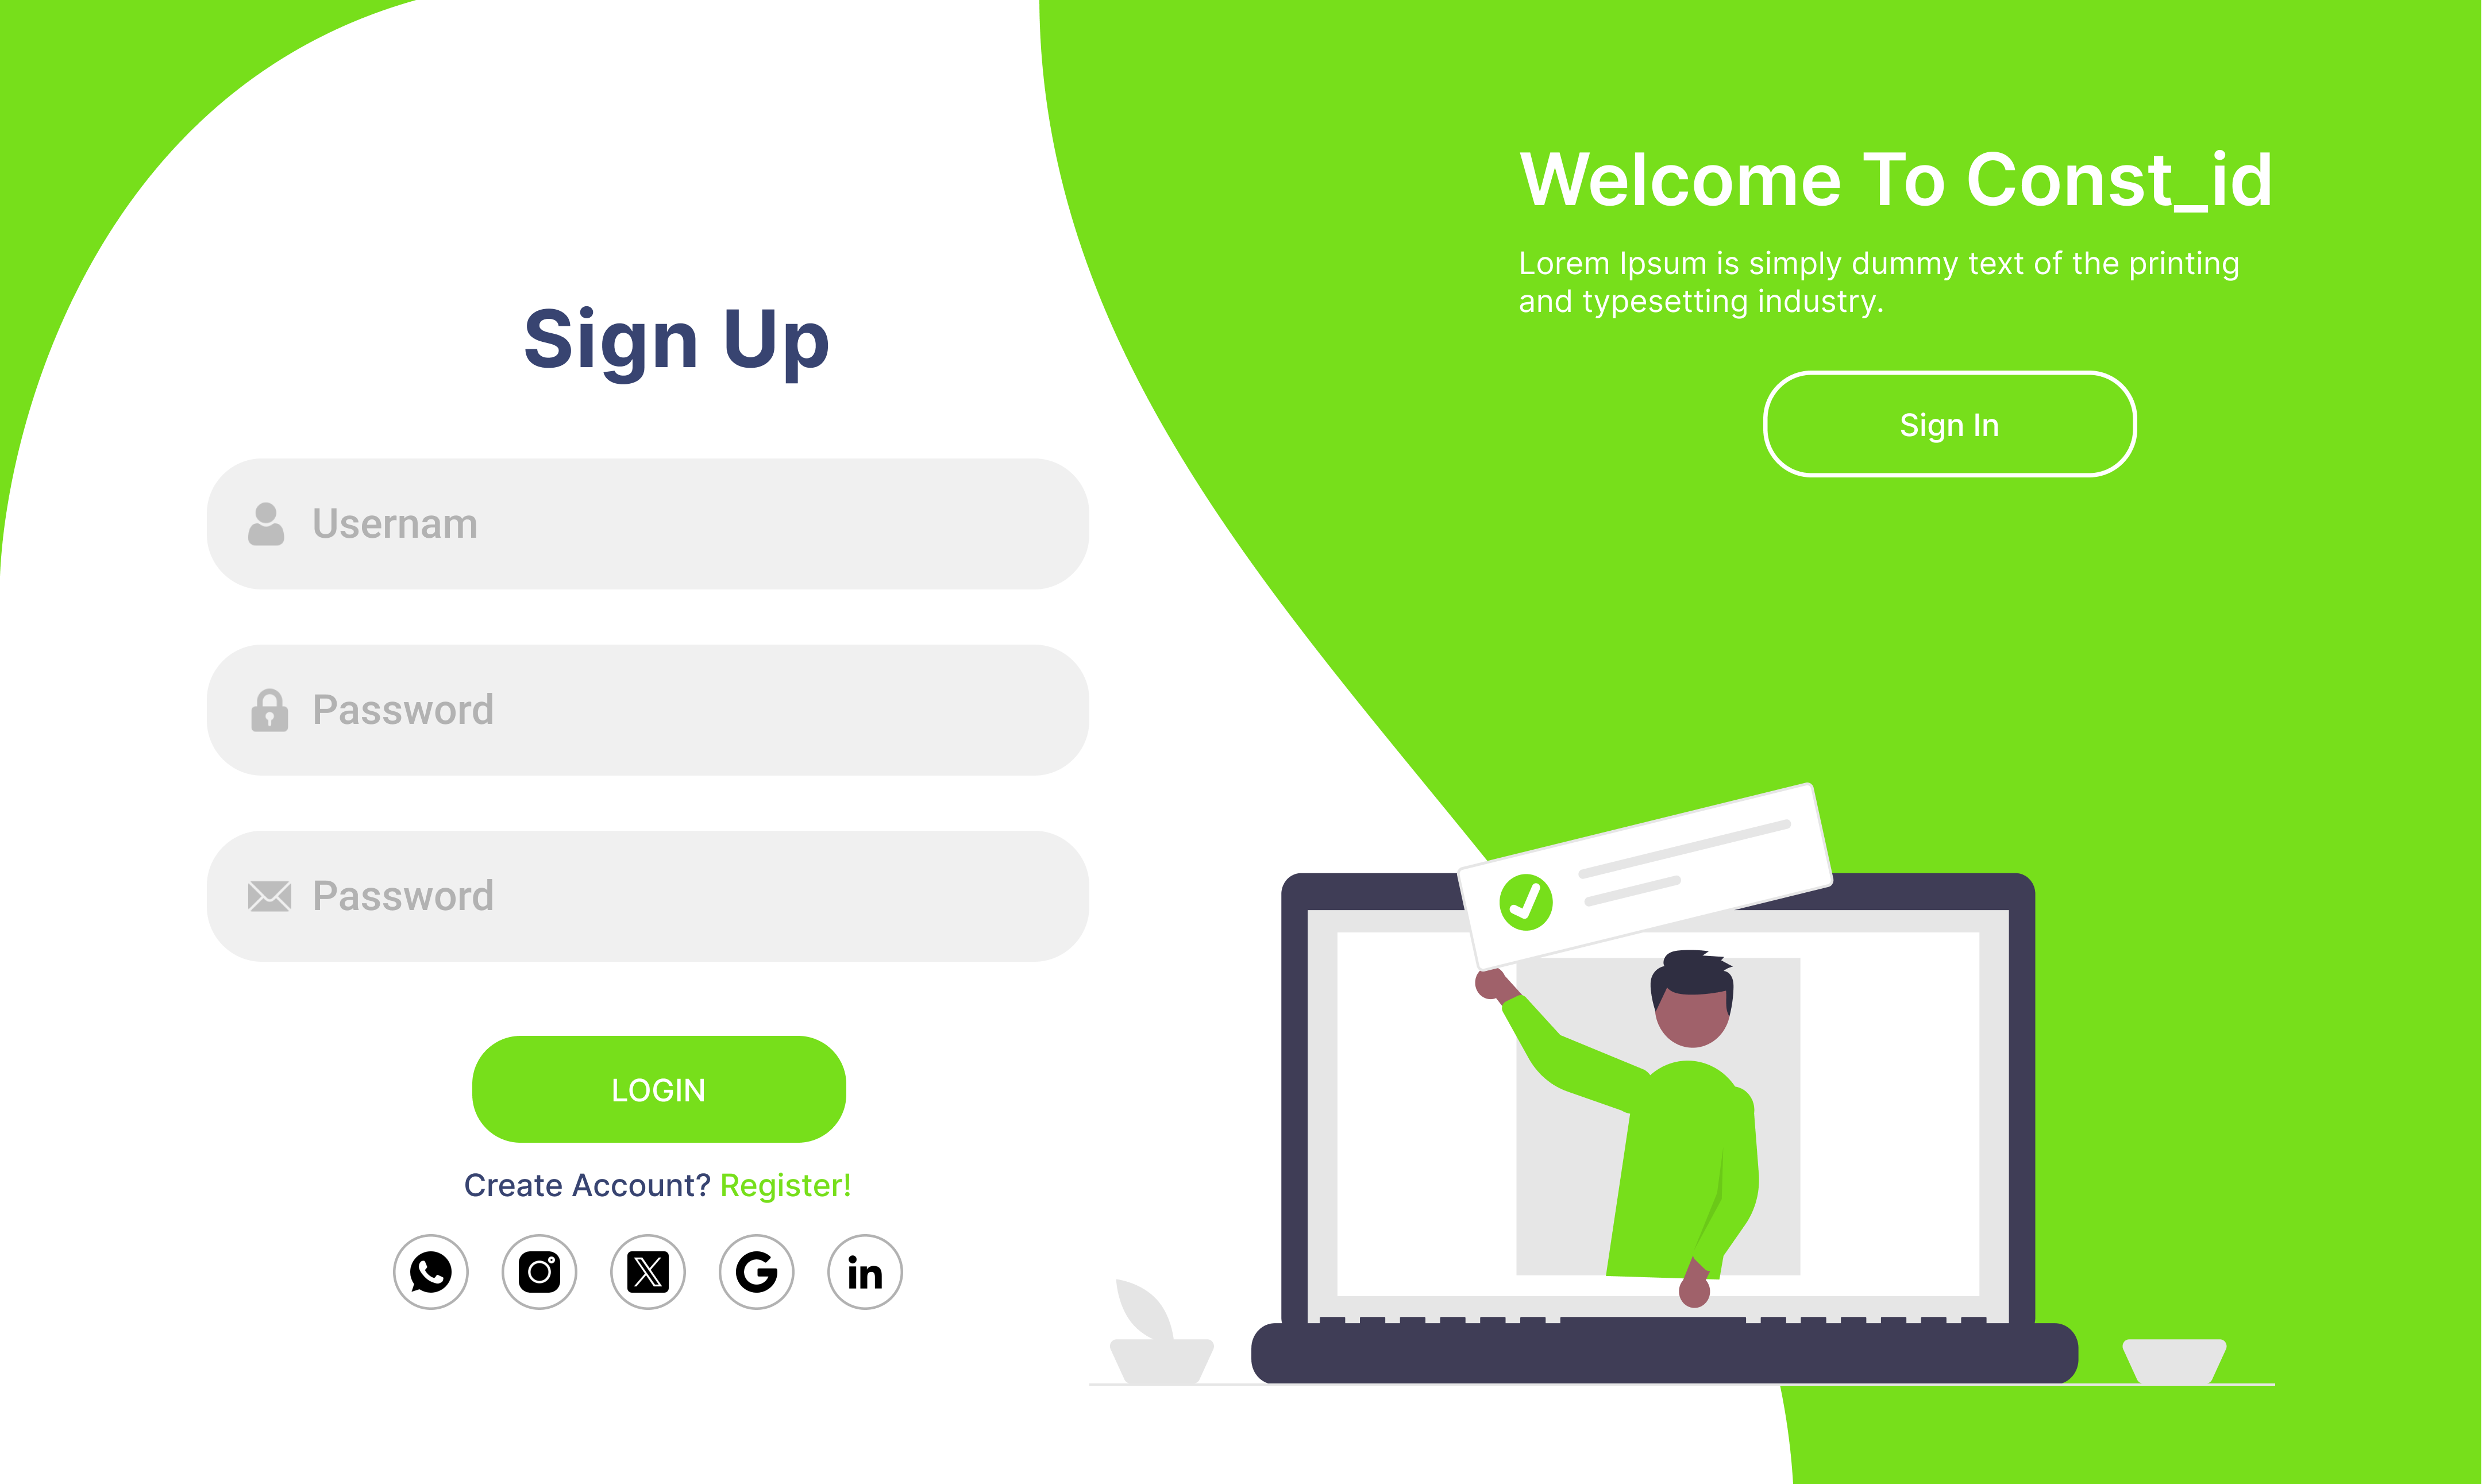 Sign Up
Usernam
Password
Password
LOGIN
Create Account? Register!
Welcome To Const_id
Lorem Ipsum is simply dummy text of the printing
and typesetting industry.
Sign In